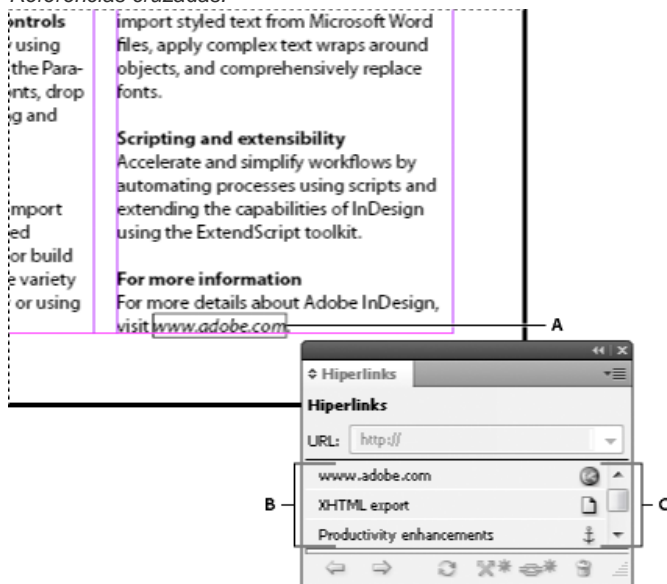 Referências cruzadas.
ontrols
using
the Para-
onts, drop
g and
mport
ed
or build
e variety
or using
import styled text from Microsoft Word
files, apply complex text wraps around
objects, and comprehensively replace
fonts.
Scripting and extensibility
Accelerate and simplify workflows by
automating processes using scripts and
extending the capabilities of InDesign
using the ExtendScript toolkit.
For more information
For more details about Adobe InDesign,
visit www.adobe.com.
A
Hiperlinks
Hiperlinks
URL: http://
www.adobe.com
XHTML export
Productivity enhancements
B
C